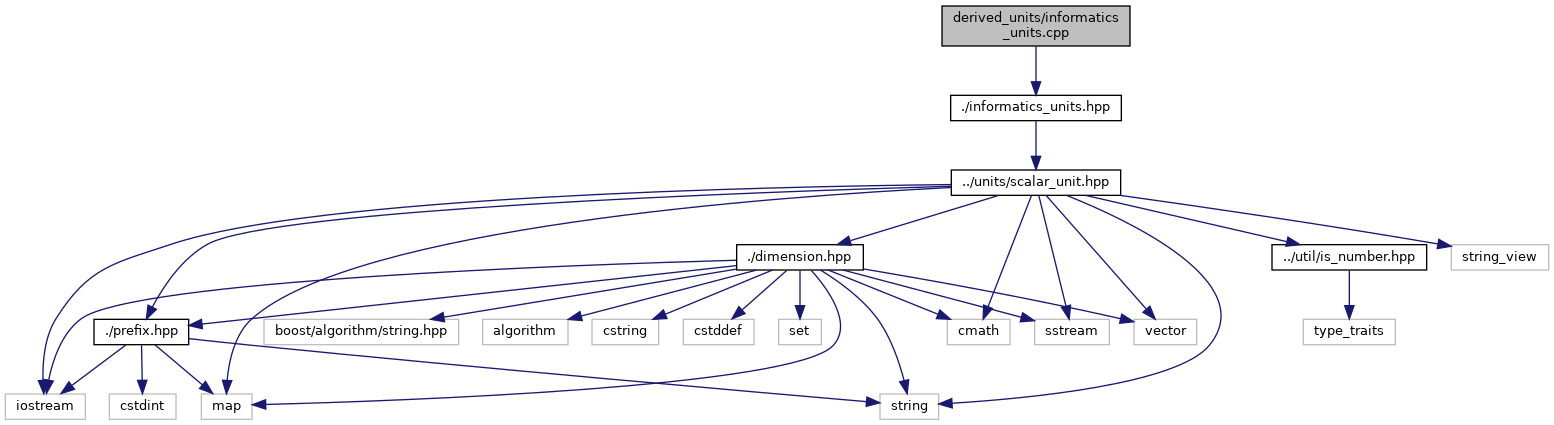 derived_units/informatics
_units.cpp
./informatics_units.hpp
../units/scalar_unit.hpp
./dimension.hpp
../util/is_number.hpp
string_view
./prefix.hpp
boost/algorithm/string.hpp
algorithm
cstring
cstddef
set
cmath
sstream
vector
type_traits
iostream
cstdint
map
string